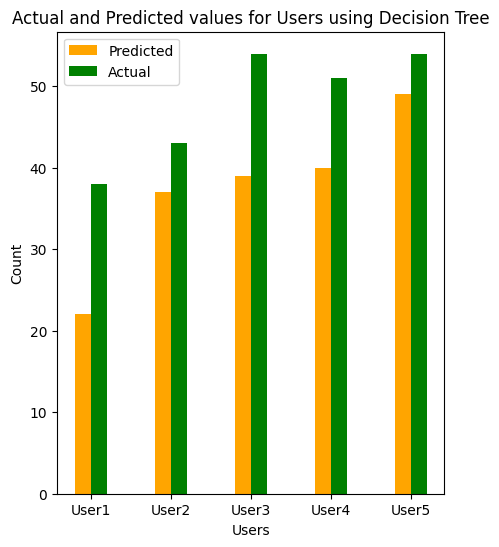 Actual and Predicted values for Users using Decision Tree
Predicted
Actual
50
40
30
20
10
0
Count
User1 User2 User3 User4 User5
Users